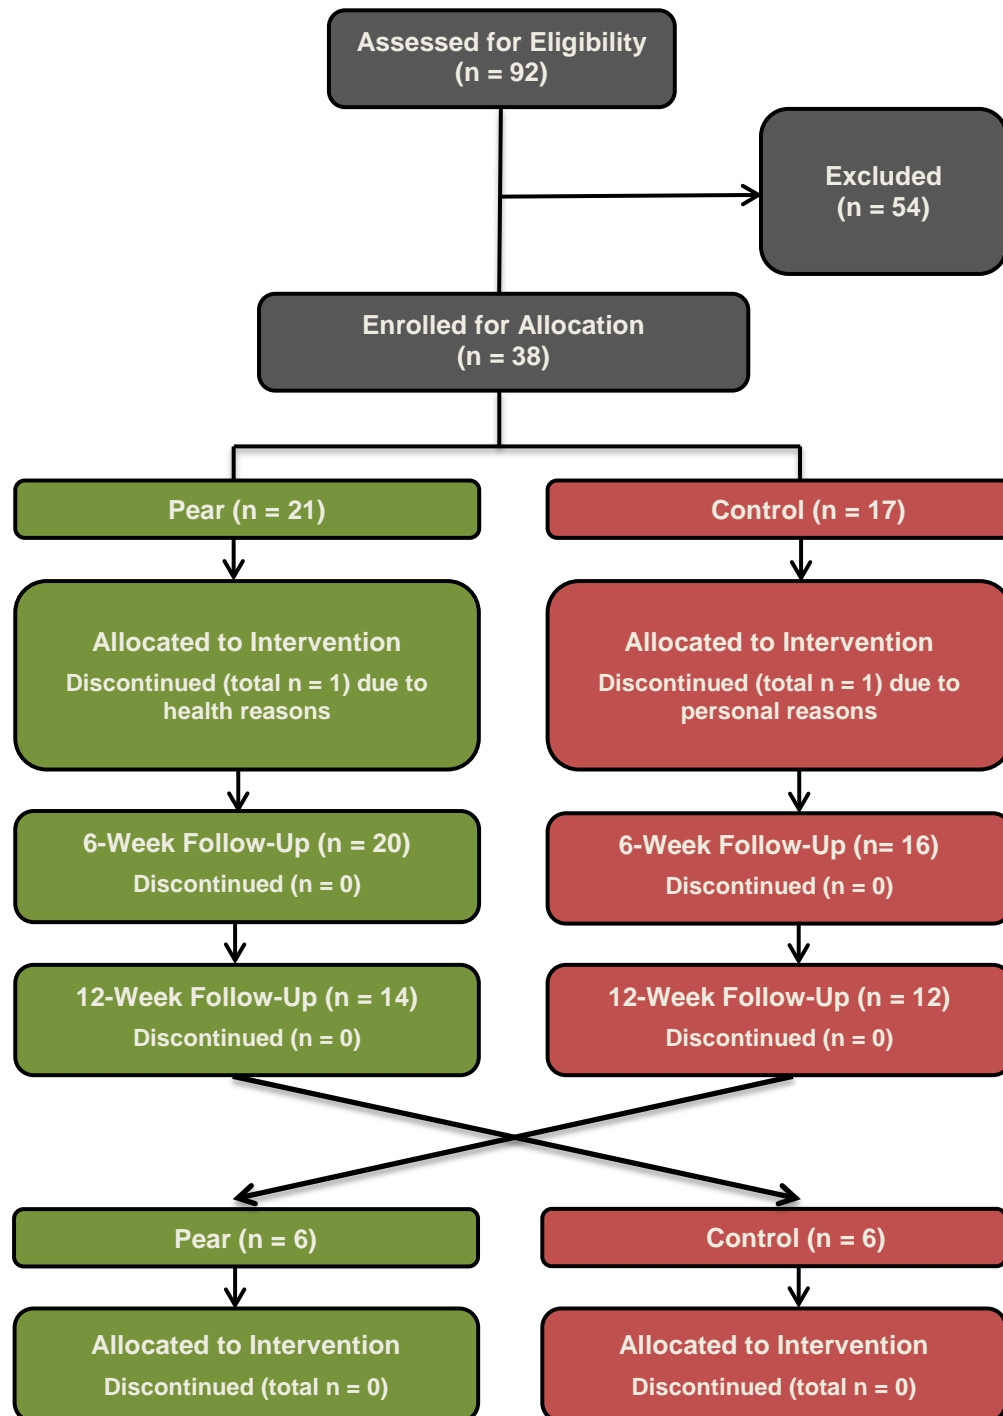 Assessed for Eligibility
(n = 92)
Excluded
(n = 54)
Enrolled for Allocation
(n = 38)
Pear (n = 21)
Control (n = 17)
Allocated to Intervention
Discontinued (total n = 1) due to
health reasons
Allocated to Intervention
Discontinued (total n = 1) due to
personal reasons
6-Week Follow-Up (n = 20)
Discontinued (n = 0)
6-Week Follow-Up (n= 16)
Discontinued (n = 0)
12-Week Follow-Up (n = 14)
Discontinued (n = 0)
12-Week Follow-Up (n = 12)
Discontinued (n = 0)
Pear (n = 6)
Control (n = 6)
Allocated to Intervention
Discontinued (total n = 0)
Allocated to Intervention
Discontinued (total n = 0)